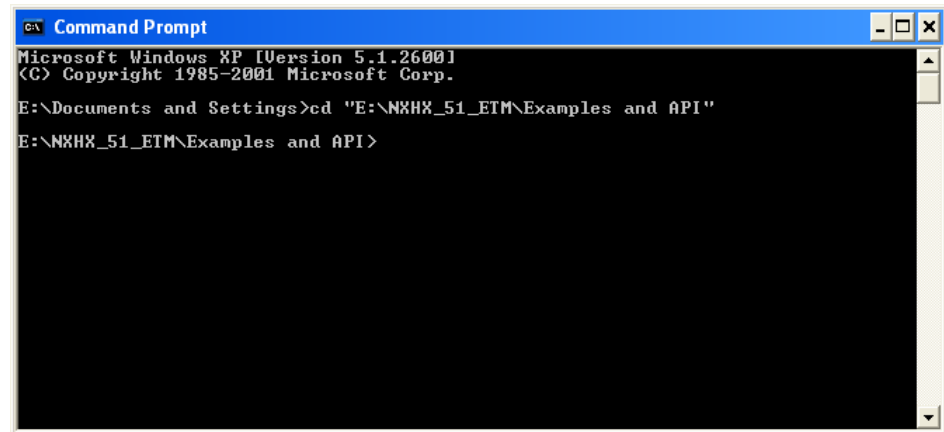 Command Prompt
Microsoft Windows XP [Version 5.1.2600]
(C) Copyright 1985-2001 Microsoft Corp.
E:\Documents and Settings>cd "E:\NXHX_51_ETM\Examples and API"
E:\NXHX_51_ETM\Examples and API>